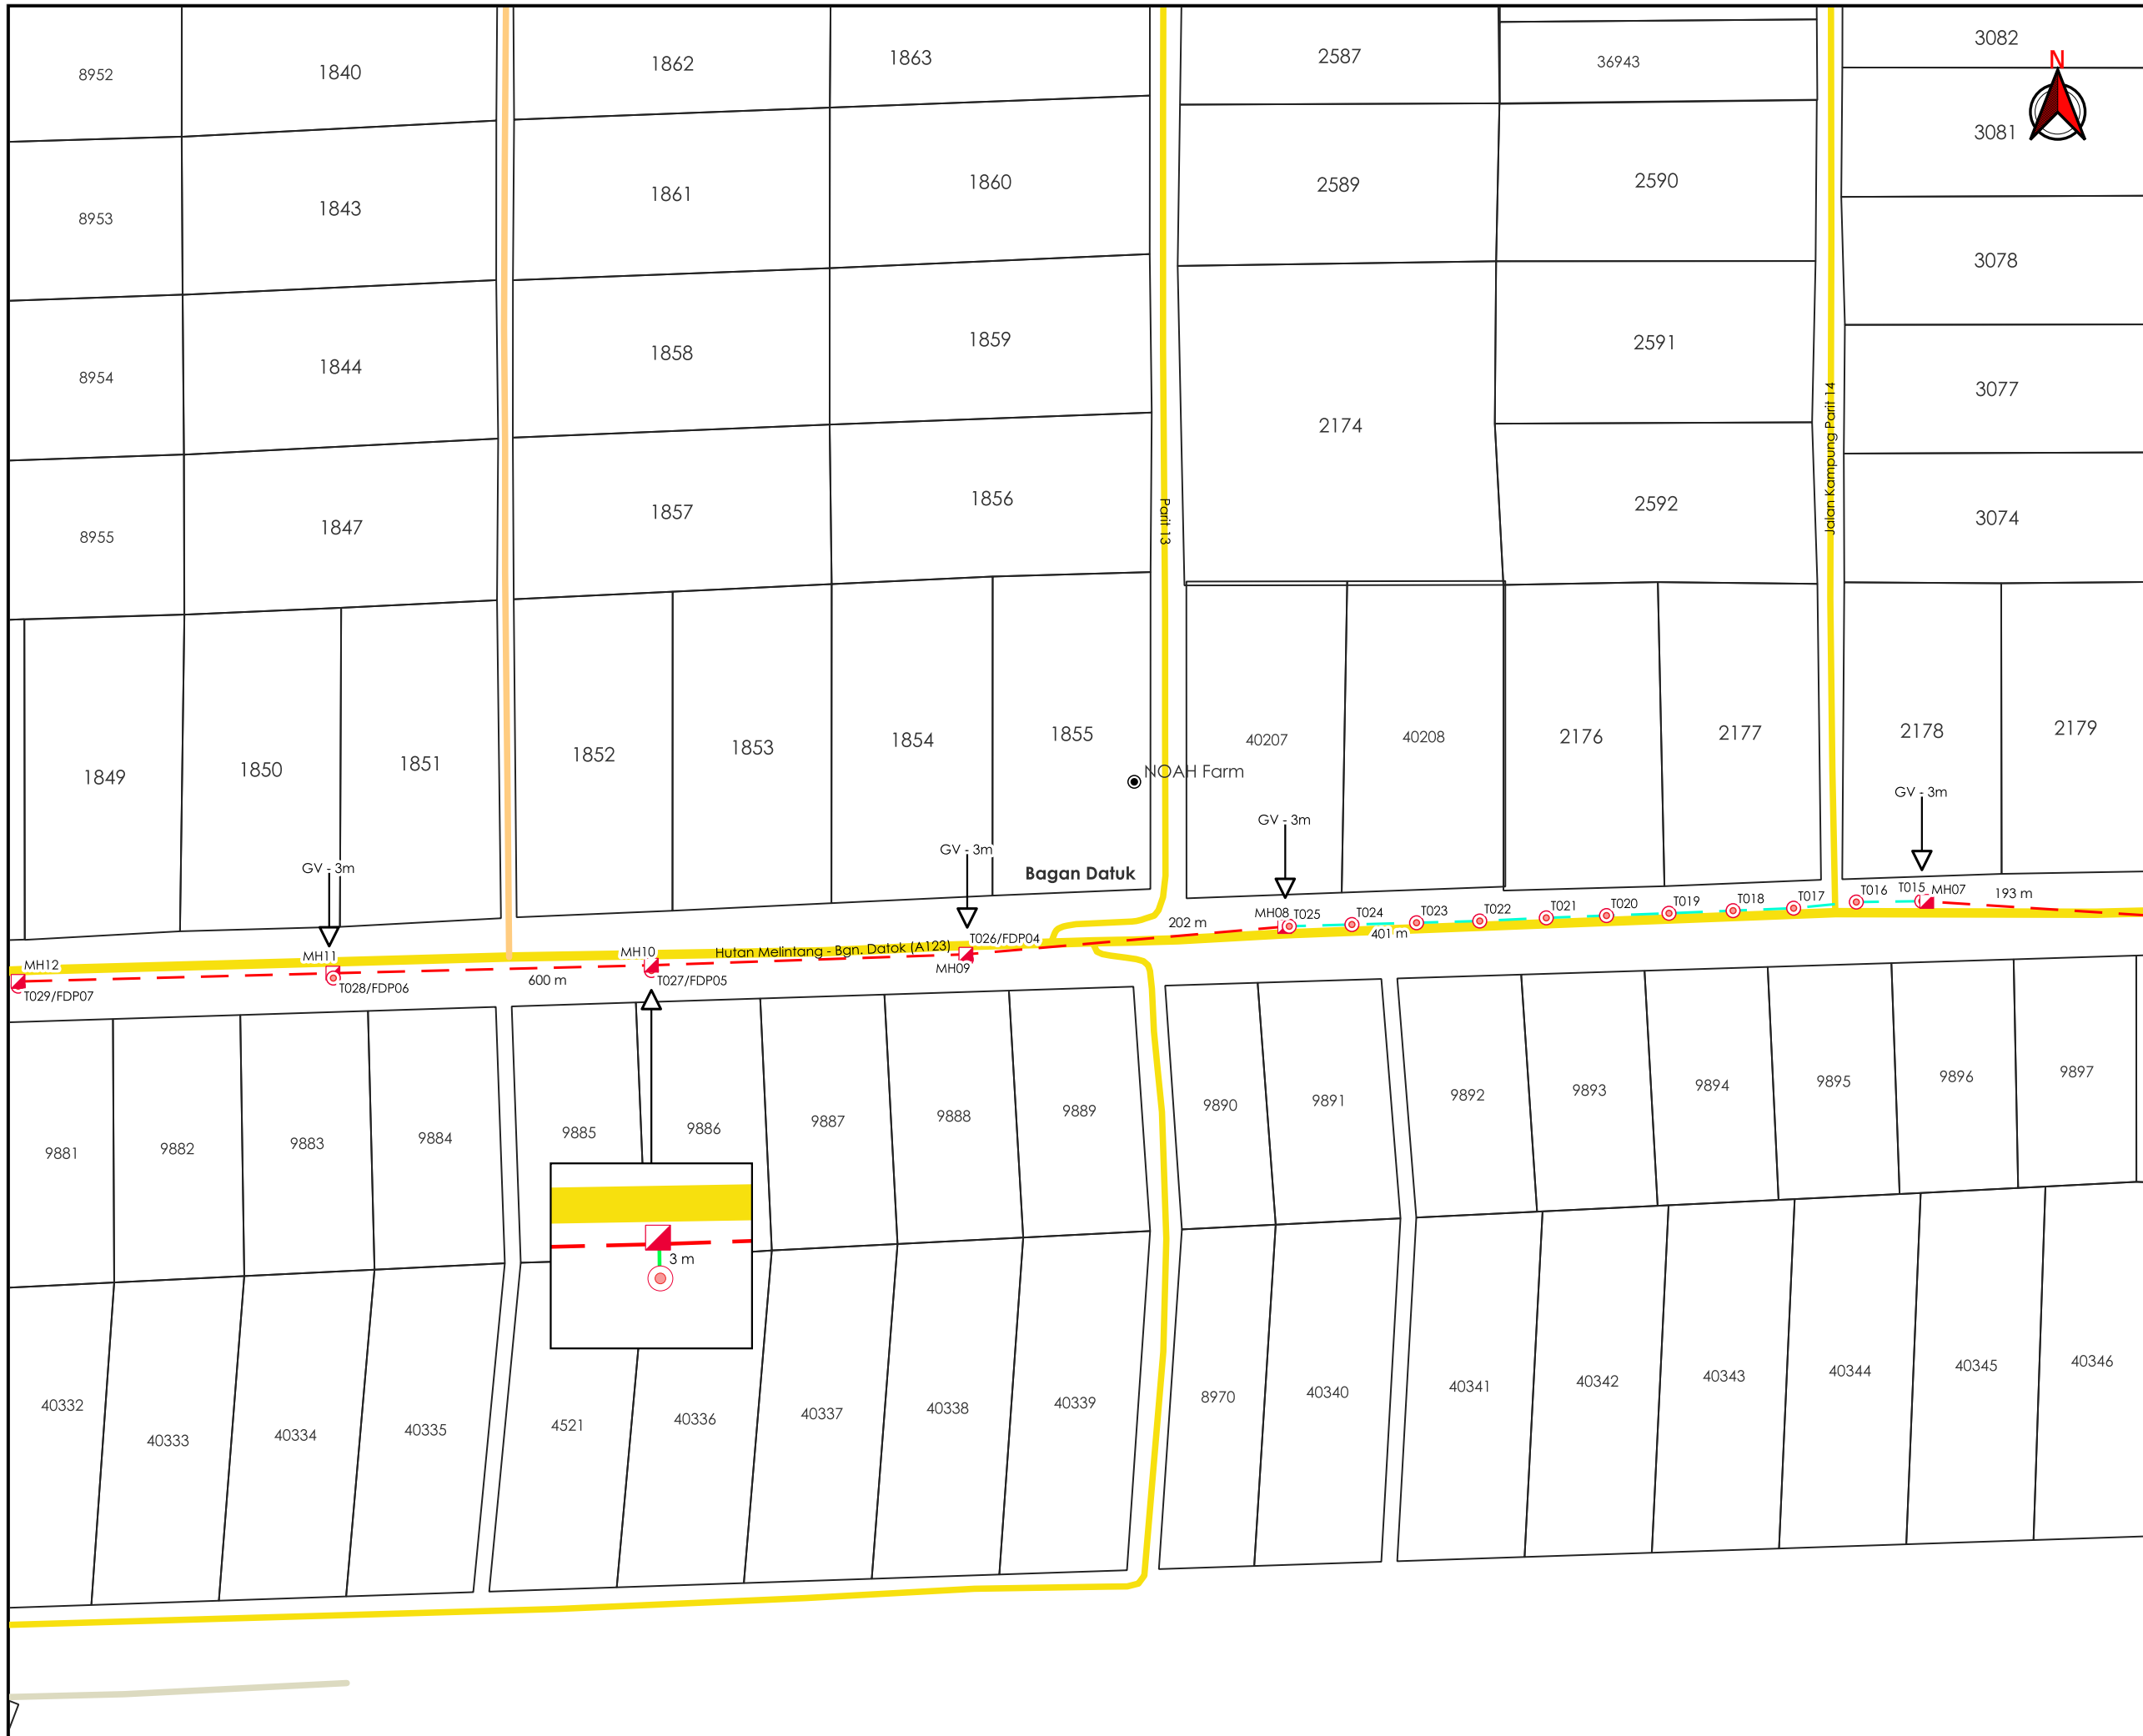 8952
1840
1862
1863
2587
36943
3082
N
3081
8953
1843
1861
1860
2589
2590
3078
8954
1844
1858
1859
2174
2591
3077
Jalan Kampung Parit 14
8955
1847
1857
1856
Parit 13
2592
3074
1849
1850
1851
1852
1853
1854
1855
NOAH Farm
40207
40208
2176
2177
2178
2179
GV - 3m
GV - 3m
GV - 3m
GV - 3m
Bagan Datuk
T016
T015
MH07
193 m
T017
T018
T019
T020
T021
T022
T023
T024
T025
MH08
202 m
401 m
T026/FDP04
Hutan Melintang - Bgn. Datok (A123)
MH09
MH10
T027/FDP05
600 m
MH11
T028/FDP06
MH12
T029/FDP07
9881
9882
9883
9884
9885
9886
9887
9888
9889
9890
9891
9892
9893
9894
9895
9896
9897
3 m
40332
40333
40334
40335
4521
40336
40337
40338
40339
8970
40340
40341
40342
40343
40344
40345
40346